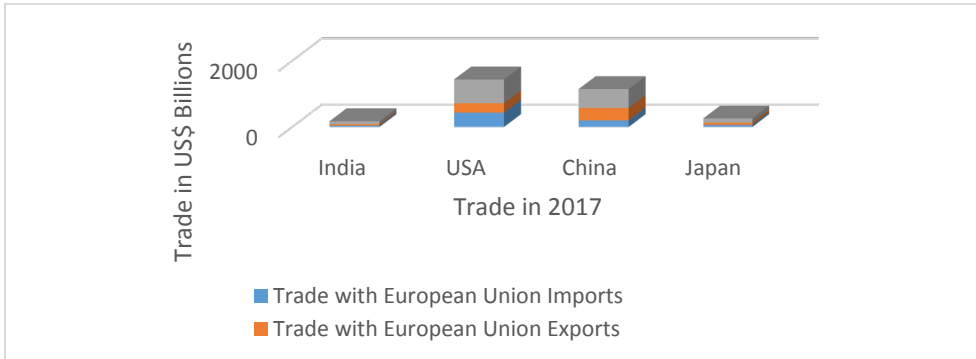 Trade in US$ Billions
2000
0
India USA China Japan
Trade in 2017
Trade with European Union Imports
Trade with European Union Exports